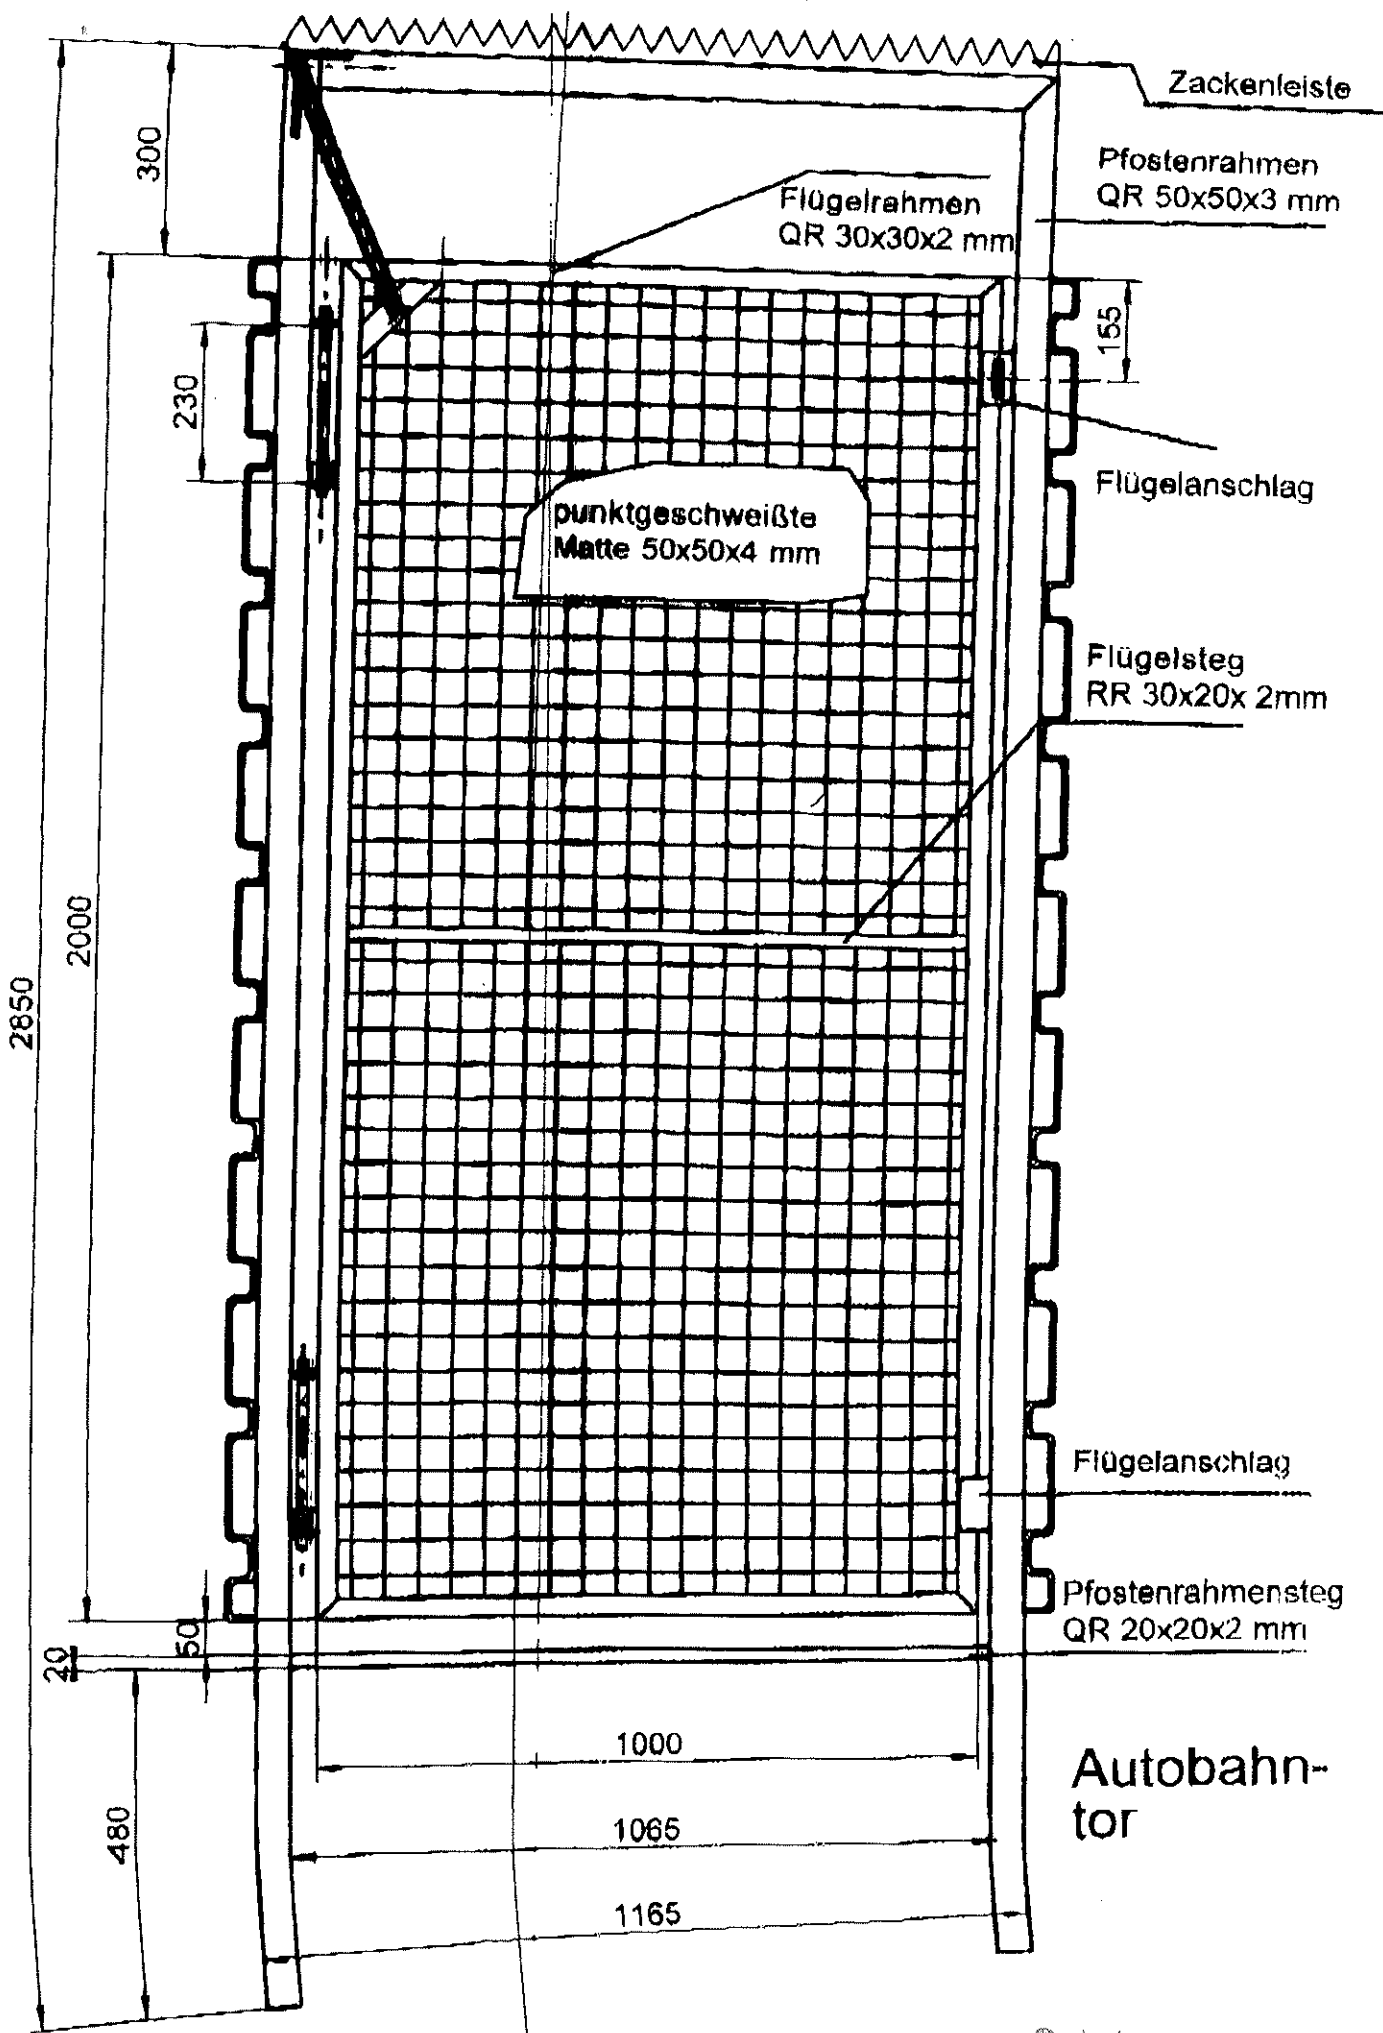 Zackenleiste
300
Pfostenrahmen
QR 50x50x3 mm
Flügelrahmen
QR 30x30x2 mm
155
230
Flügelanschlag
punktgeschweißte
Matte 50x50x4 mm
Flügelsteg
RR 30x20x 2mm
2000
2850
Flügelanschlag
Pfostenrahmensteg
QR 20x20x2 mm
50
20
1000
Autobahn-
tor
480
1065
1165